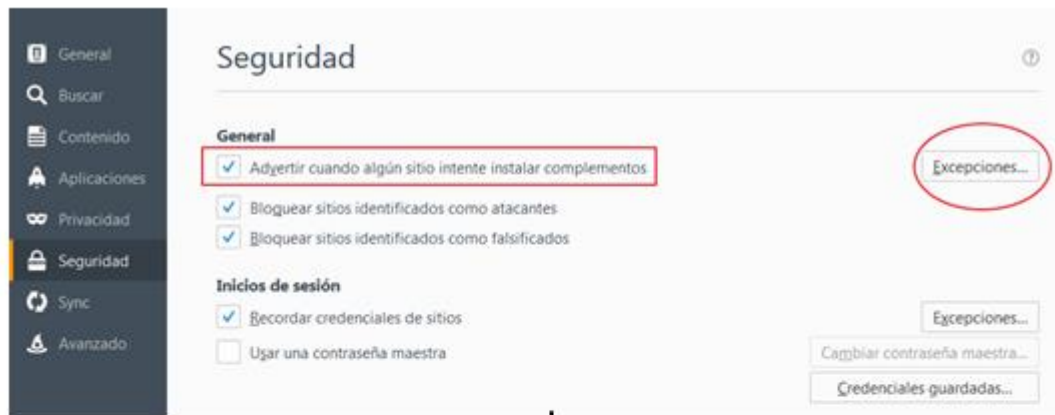 General
Buscar
Contenido
Aplicaciones
Privacidad
Seguridad
Sync
Avanzado
Seguridad
General
Advertir cuando algún sitio intente instalar complementos
Excepciones...
Bloquear sitios identificados como atacantes
Bloquear sitios identificados como falsificados
Inicios de sesión
Recordar credenciales de sitios
Excepciones...
Usar una contraseña maestra
Cambiar contraseña maestra...
Credenciales guardadas...